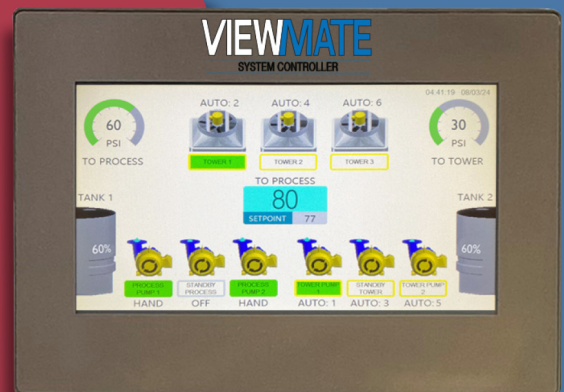 VIEWMATE
SYSTEM CONTROLLER
04:41:19 08/03/24
AUTO: 2 AUTO: 4 AUTO: 6
60
PSI
TO PROCESS
TOWER 1 TOWER 2 TOWER 3
30
PSI
TO TOWER
TO PROCESS
80
SETPOINT 77
TANK 1
60%
TANK 2
60%
PROCESS PUMP 1
HAND
STANDBY PROCESS
OFF
PROCESS PUMP 2
HAND
TOWER PUMP 1
AUTO: 1
STANDBY TOWER
AUTO: 3
TOWER PUMP 2
AUTO: 5